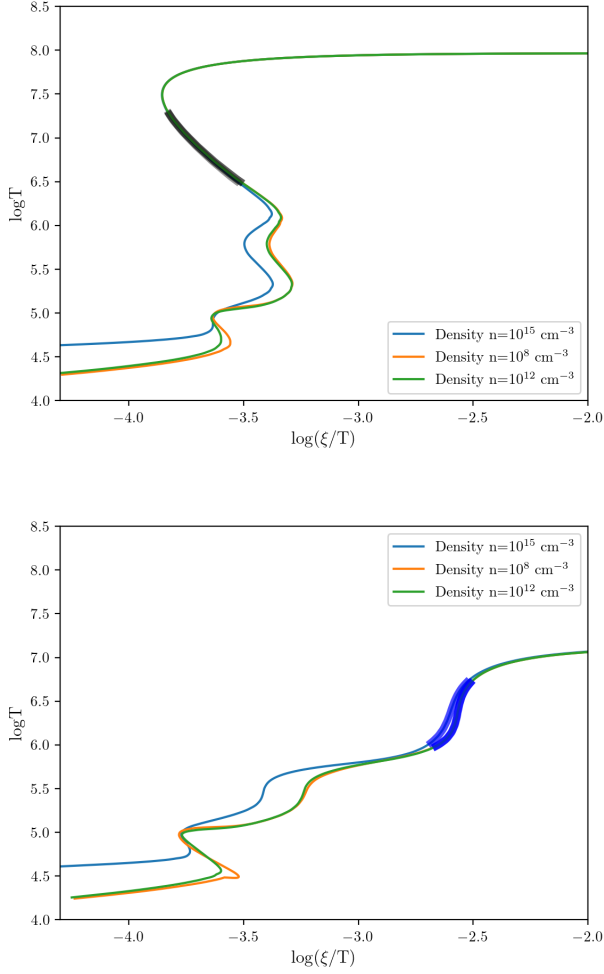 8.5
8.0
7.5
7.0
6.5
6.0
5.5
5.0
4.5
4.0
logT
−4.0 −3.5 −3.0 −2.5 −2.0
log(ξ/T)
Density n=10^15 cm^−3
Density n=10^8 cm^−3
Density n=10^12 cm^−3
8.5
8.0
7.5
7.0
6.5
6.0
5.5
5.0
4.5
4.0
logT
−4.0 −3.5 −3.0 −2.5 −2.0
log(ξ/T)
Density n=10^15 cm^−3
Density n=10^8 cm^−3
Density n=10^12 cm^−3